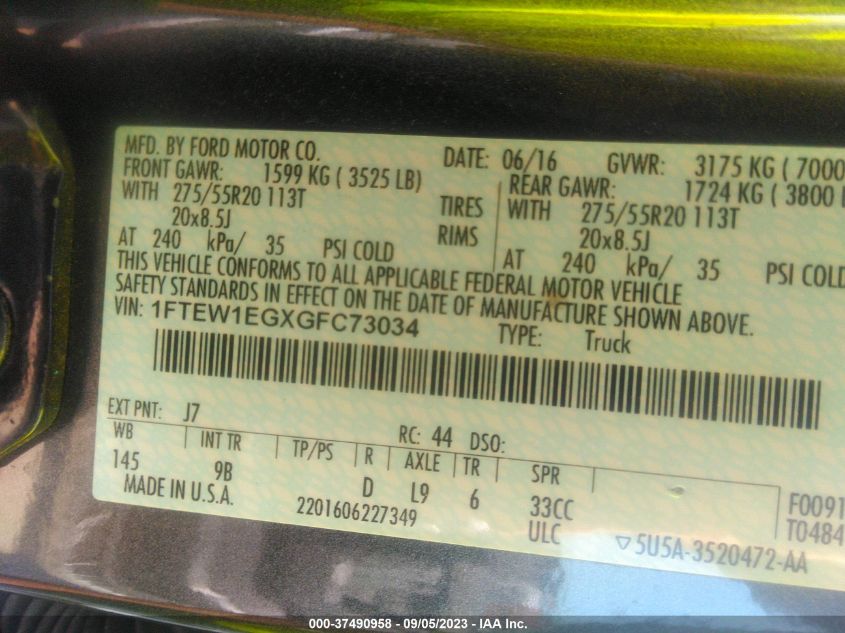 MFD. BY FORD MOTOR CO. DATE: 06/16 GVWR: 3175 KG ( 7000
FRONT GAWR: 1599 KG ( 3525 LB) REAR GAWR: 1724 KG ( 3800
WITH 275/55R20 113T TIRES WITH 275/55R20 113T
20x8.5J RIMS 20x8.5J
AT 240 kPa/ 35 PSI COLD AT 240 kPa/ 35 PSI COLD
THIS VEHICLE CONFORMS TO ALL APPLICABLE FEDERAL MOTOR VEHICLE
SAFETY STANDARDS IN EFFECT ON THE DATE OF MANUFACTURE SHOWN ABOVE.
VIN: 1FTEW1EGXGFC73034 TYPE: Truck
EXT PNT: J7 RC: 44 DSO:
WB INT TR TP/PS R AXLE TR SPR
145 9B D L9 6 33CC F0091
MADE IN U.S.A. 2201606227349 ULC T0484
▽5U5A-3520472-AA
000-37490958 - 09/05/2023 - IAA Inc.